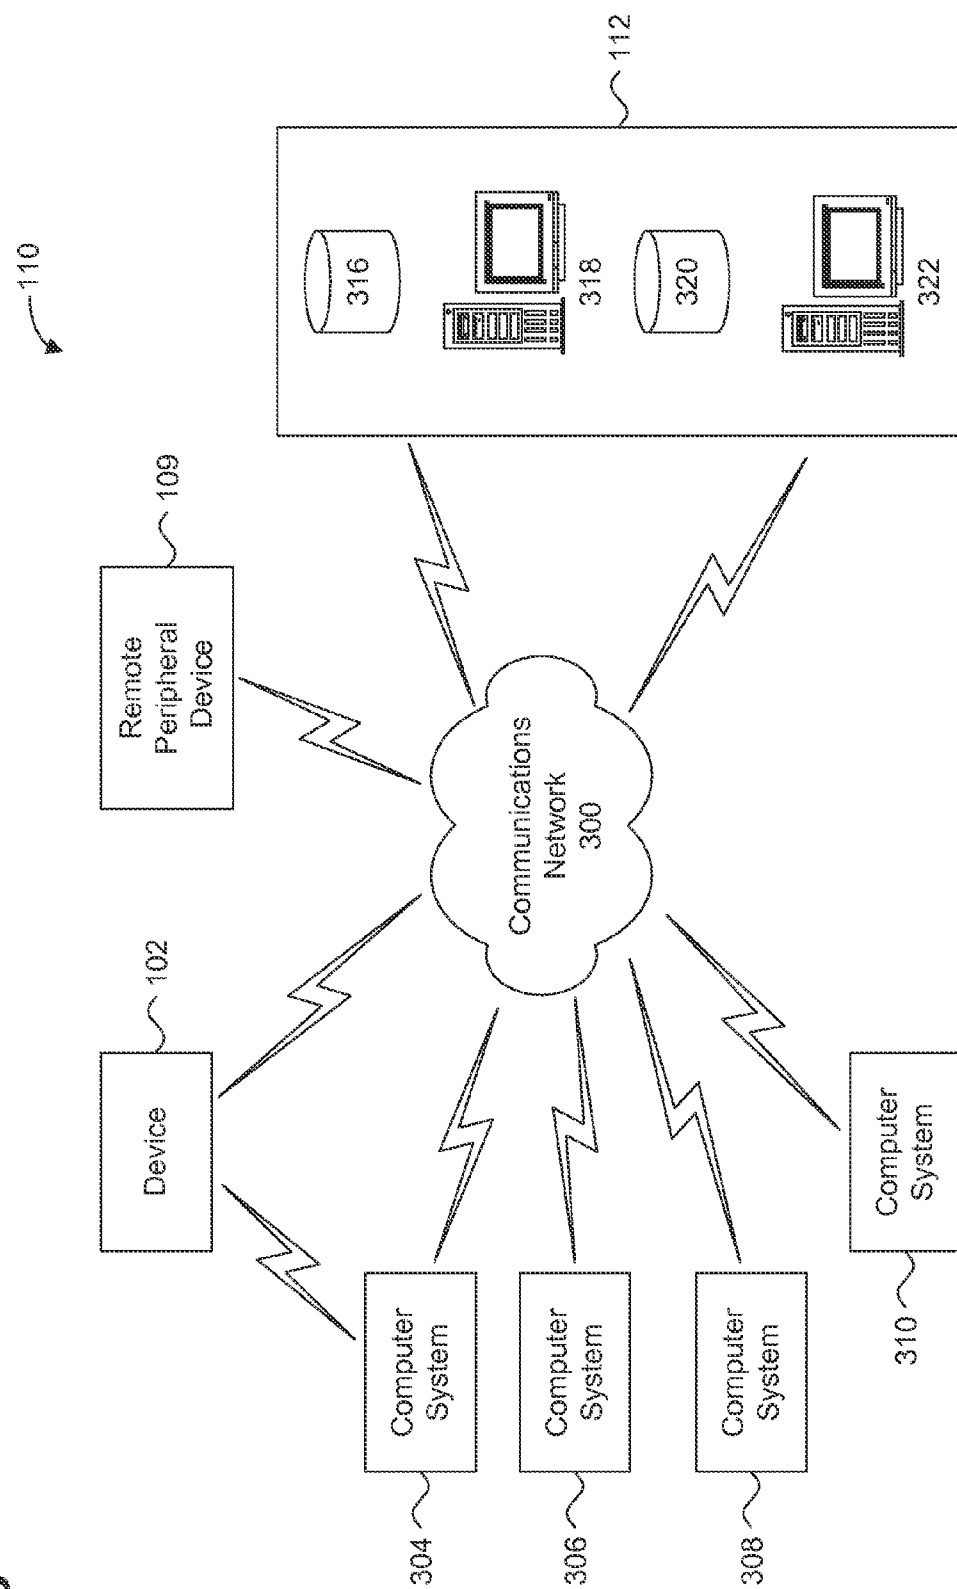 110
Device
102
Remote
Peripheral
Device
109
304
Computer
System
306
Computer
System
308
Computer
System
310
Computer
System
Communications
Network
300
316
318
320
322
112